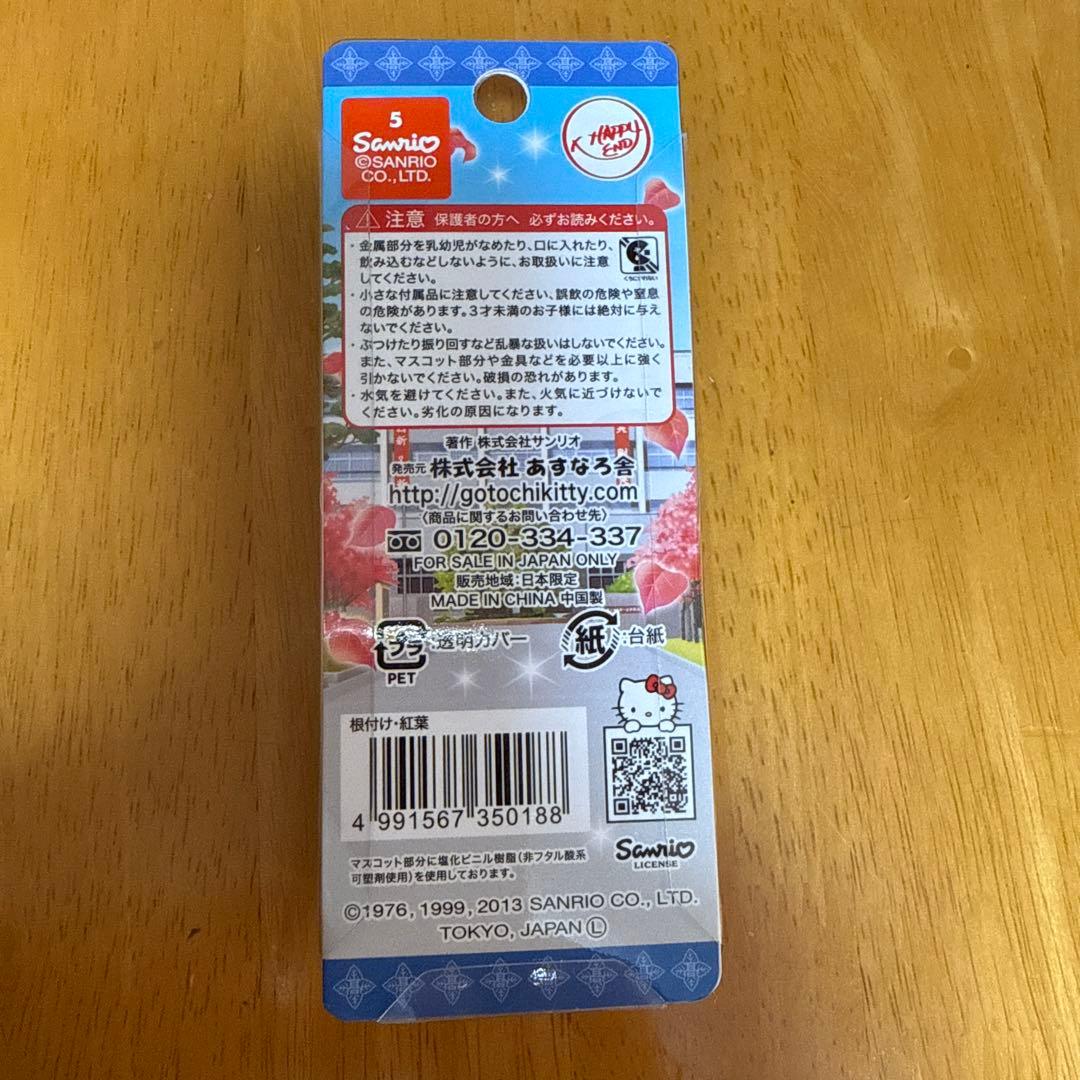 5
Sanrio
©SANRIO
CO.,LTD.
K HAPPY
END
注意 保護者の方へ 必ずお読みください。
・金属部分を乳幼児がなめたり、口に入れたり、
飲み込むなどしないように、お取扱いに注意
してください。
・小さな付属品に注意してください、誤飲の危険や窒息
の危険があります。3才未満のお子様には絶対に与え
ないでください。
・ぶつけたり振り回すなど乱暴な扱いはしないでください。
また、マスコット部分や金具などを必要以上に強く
引かないでください。破損の恐れがあります。
・水気を避けてください。また、火気に近づけないで
ください。劣化の原因になります。
著作 株式会社サンリオ
発売元 株式会社 あすなろ舎
http://gotochikitty.com
〈商品に関するお問い合わせ先〉
0120-334-337
FOR SALE IN JAPAN ONLY
販売地域:日本限定
MADE IN CHINA 中国製
プラ:透明カバー 紙:台紙
PET
根付け・紅葉
4 991567 350188
Sanrio
LICENSE
マスコット部分に塩化ビニル樹脂(非フタル酸系
可塑剤使用)を使用しております。
©1976, 1999, 2013 SANRIO CO., LTD.
TOKYO, JAPAN Ⓛ